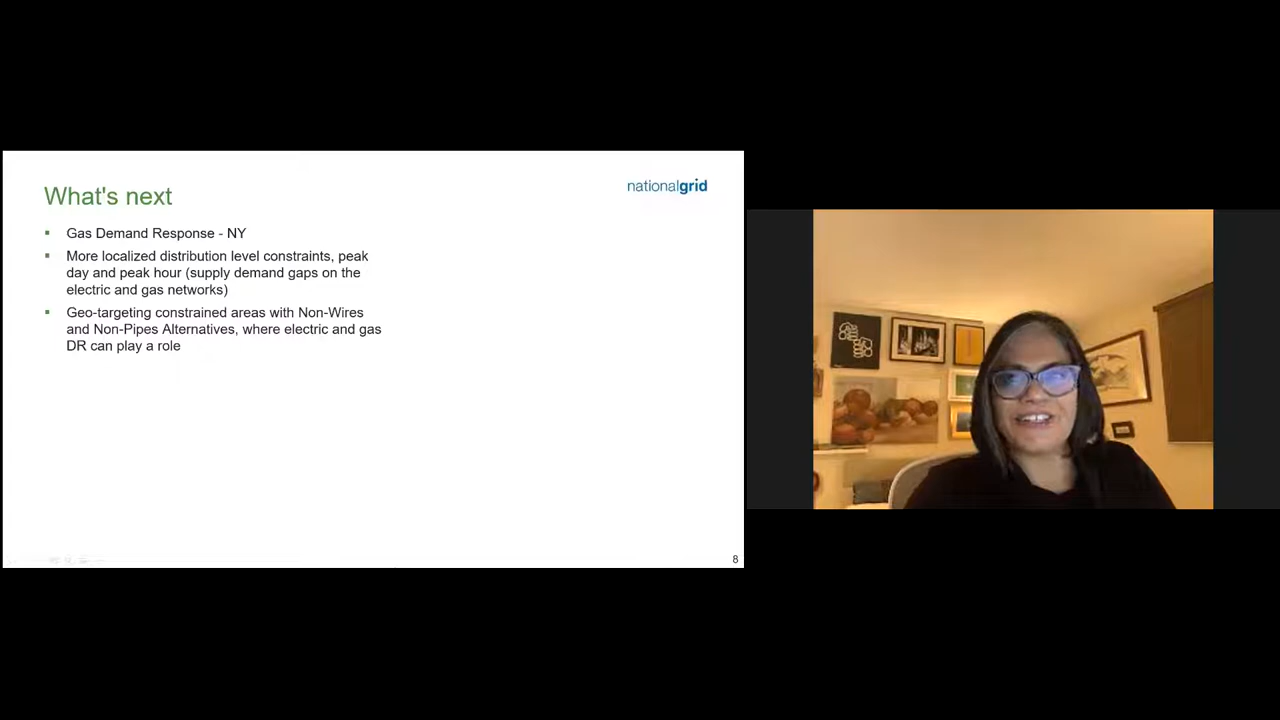 What's next
nationalgrid
Gas Demand Response - NY
More localized distribution level constraints, peak
day and peak hour (supply demand gaps on the
electric and gas networks)
Geo-targeting constrained areas with Non-Wires
and Non-Pipes Alternatives, where electric and gas
DR can play a role
8